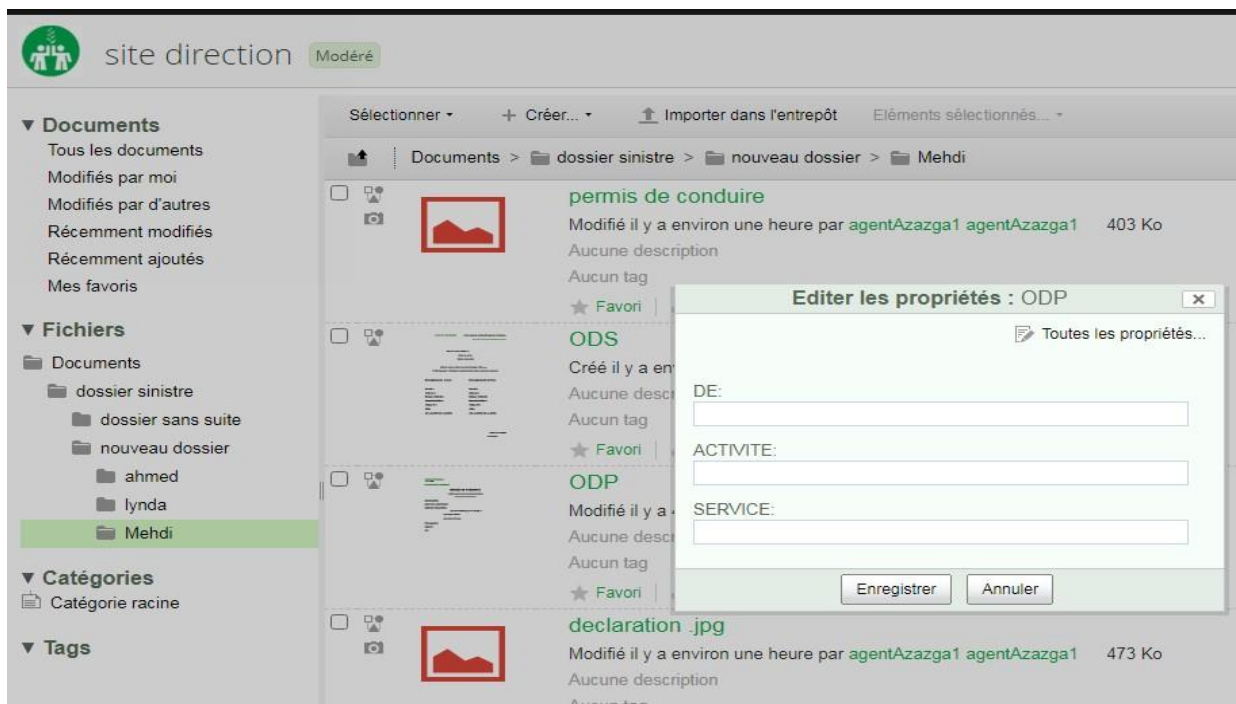 site direction Modéré
▼ Documents
Tous les documents
Modifiés par moi
Modifiés par d'autres
Récemment modifiés
Récemment ajoutés
Mes favoris
▼ Fichiers
Documents
dossier sinistre
dossier sans suite
nouveau dossier
ahmed
lynda
Mehdi
▼ Catégories
Catégorie racine
▼ Tags
Sélectionner + Créer... Importer dans l'entrepôt Eléments sélectionnés...
Documents > dossier sinistre > nouveau dossier > Mehdi
permis de conduire
Modifié il y a environ une heure par agentAzazga1 agentAzazga1 403 Ko
Aucune description
Aucun tag
Favori
ODS
Créé il y a
Aucune
Aucun tag
Favori
ODP
Modifié il y a
Aucune
Aucun tag
Favori
declaration .jpg
Modifié il y a environ une heure par agentAzazga1 agentAzazga1 473 Ko
Aucune description
Editer les propriétés : ODP
Toutes les propriétés...
DE:
ACTIVITE:
SERVICE:
Enregistrer Annuler